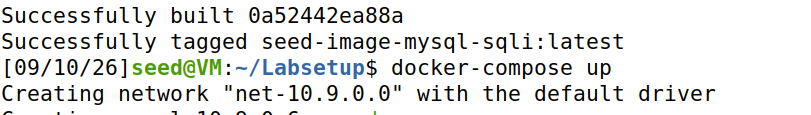 Successfully built 0a52442ea88a
Successfully tagged seed-image-mysql-sqli:latest
[09/10/26]seed@VM:~/Labsetup$ docker-compose up
Creating network "net-10.9.0.0" with the default driver